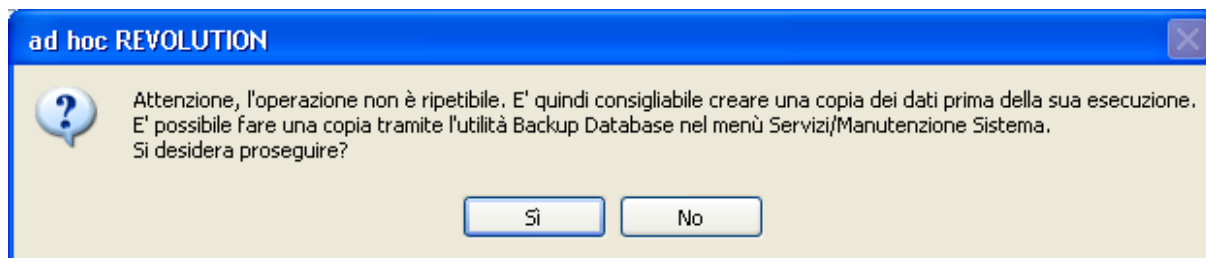 ad hoc REVOLUTION
Attenzione, l'operazione non è ripetibile. E' quindi consigliabile creare una copia dei dati prima della sua esecuzione.
E' possibile fare una copia tramite l'utilità Backup Database nel menù Servizi/Manutenzione Sistema.
Si desidera proseguire?
Sì No